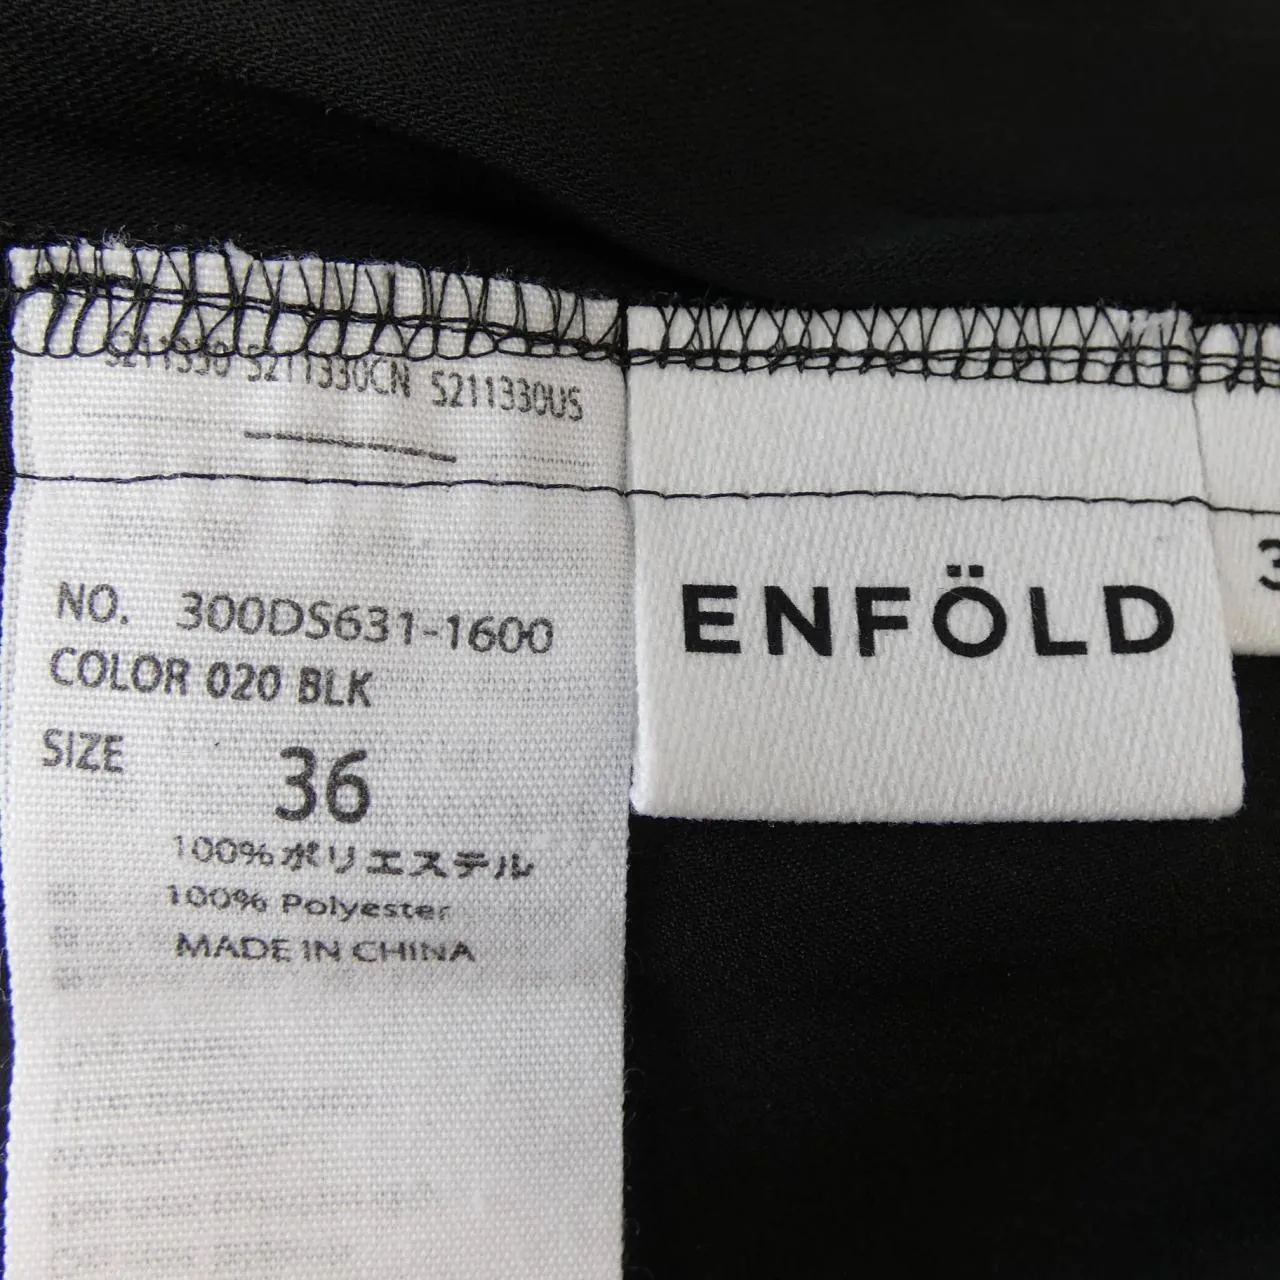 S211330 S211330CN S211330US
NO. 300DS631-1600
COLOR 020 BLK
SIZE 36
100%ポリエステル
100% Polyester
MADE IN CHINA
ENFÖLD
3